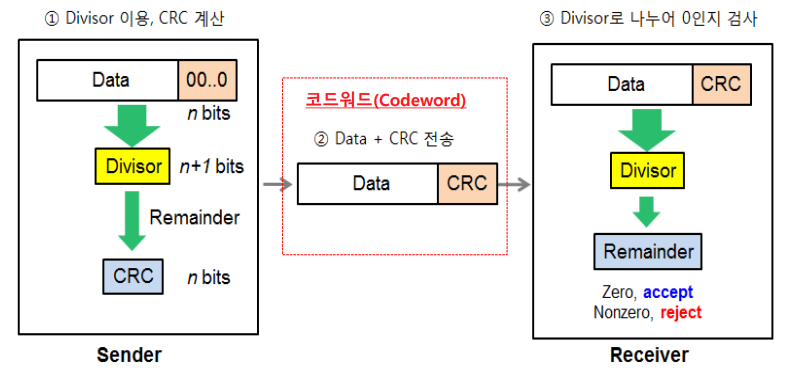 ① Divisor 이용, CRC 계산
Data
00..0
n bits
Divisor
n+1 bits
Remainder
CRC
n bits
Sender
코드워드(Codeword)
② Data + CRC 전송
Data
CRC
③ Divisor로 나누어 0인지 검사
Data
CRC
Divisor
Remainder
Zero, accept
Nonzero, reject
Receiver